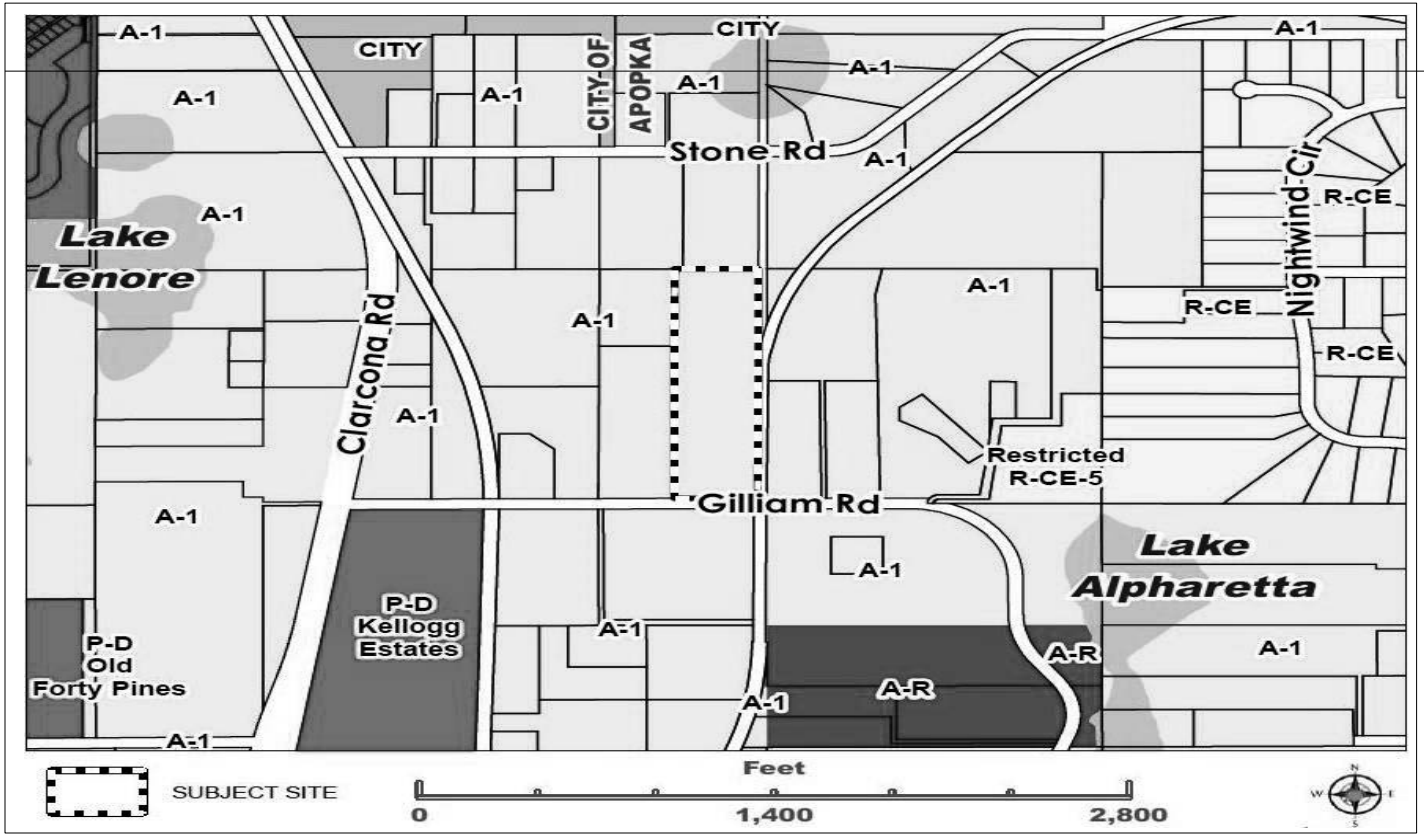 A-1
CITY
CITY
A-1
A-1
A-1
A-1
CITY OF
APOPKA
A-1
Stone Rd
A-1
R-CE
Nightwind Cir
A-1
Lake
Lenore
A-1
A-1
R-CE
Clarcona Rd
R-CE
A-1
Restricted
R-CE-5
Gilliam Rd
A-1
Lake
Alpharetta
A-1
P-D
Kellogg
Estates
A-1
P-D
Old
Forty Pines
A-R
A-1
A-R
A-1
A-1
SUBJECT SITE
Feet
0
1,400
2,800
N
W
E
S